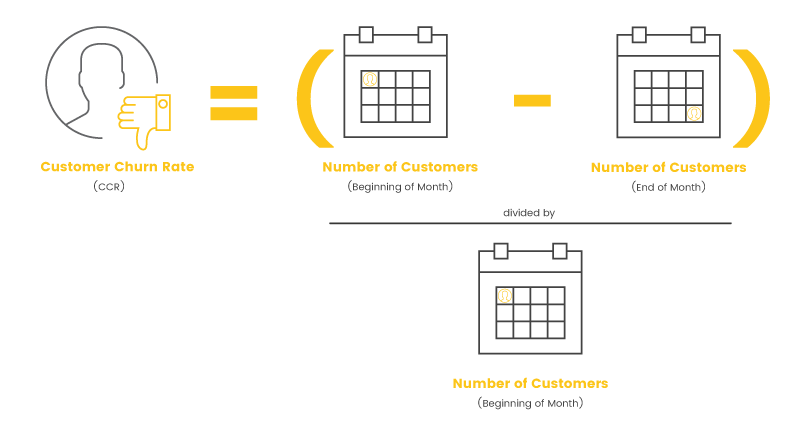 Customer Churn Rate
(CCR)
=
(
Number of Customers
(Beginning of Month)
-
Number of Customers
(End of Month)
)
divided by
Number of Customers
(Beginning of Month)